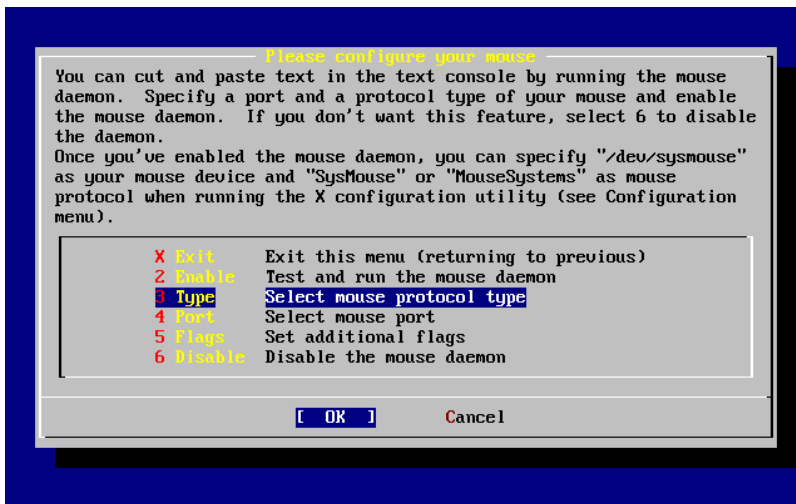 Please configure your mouse
You can cut and paste text in the text console by running the mouse
daemon.  Specify a port and a protocol type of your mouse and enable
the mouse daemon.  If you don't want this feature, select 6 to disable
the daemon.
Once you've enabled the mouse daemon, you can specify "/dev/sysmouse"
as your mouse device and "SysMouse" or "MouseSystems" as mouse
protocol when running the X configuration utility (see Configuration
menu).
X Exit Exit this menu (returning to previous)
2 Enable Test and run the mouse daemon
3 Type Select mouse protocol type
4 Port Select mouse port
5 Flags Set additional flags
6 Disable Disable the mouse daemon
[ OK ] Cancel